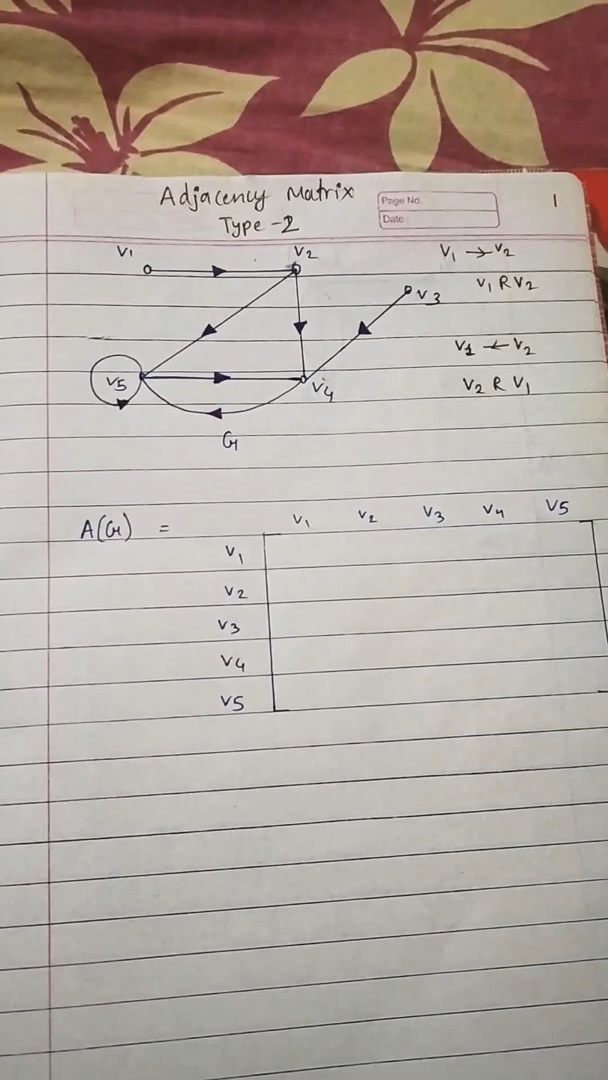 Adjacency Matrix
Page No.
1
Type -2
Date:
V1 V2 V1 → V2
V3 V1 R V2
V1 ← V2
V5 V4 V2 R V1
G
A(G) = V1 V2 V3 V4 V5
V1
V2
V3
V4
V5